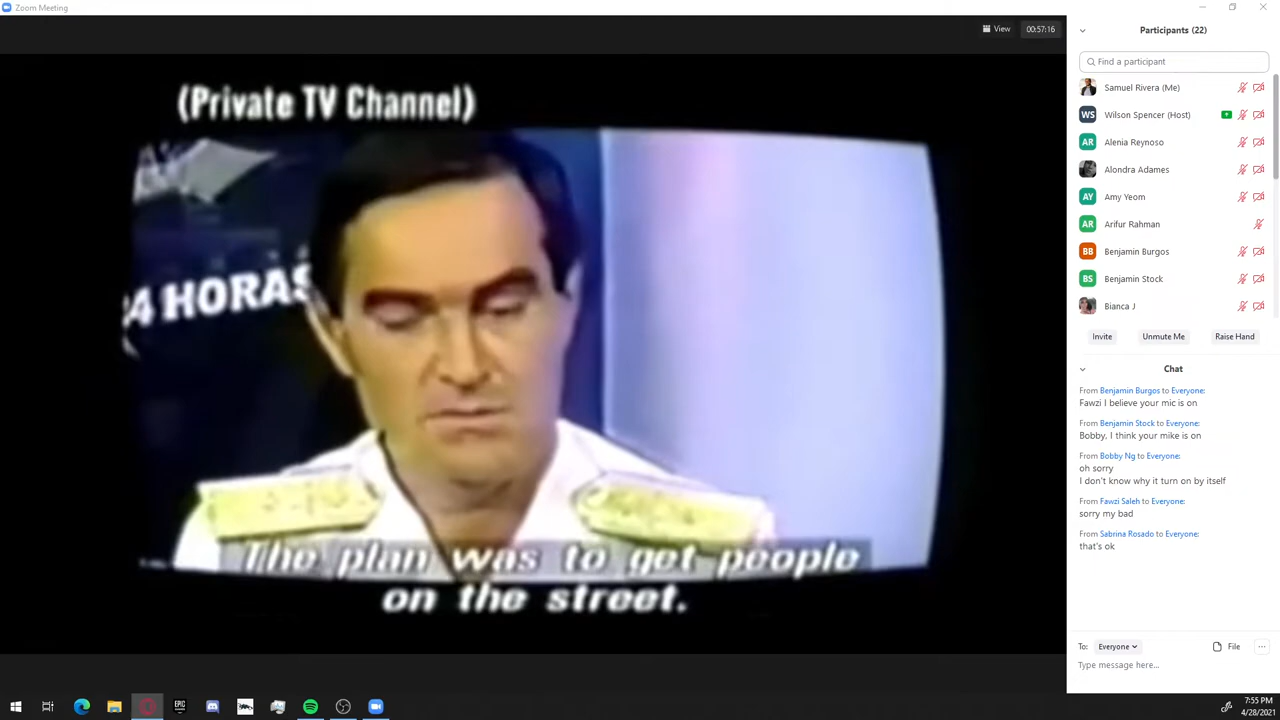 Zoom Meeting
View
00:57:16
(Private TV Channel)
24 HORAS
The plan was to get people
on the street.
Participants (22)
Find a participant
Samuel Rivera (Me)
WS Wilson Spencer (Host)
AR Alenia Reynoso
Alondra Adames
AY Amy Yeom
AR Arifur Rahman
BB Benjamin Burgos
BS Benjamin Stock
Bianca J
Invite Unmute Me Raise Hand
Chat
From Benjamin Burgos to Everyone:
Fawzi I believe your mic is on
From Benjamin Stock to Everyone:
Bobby, I think your mike is on
From Bobby Ng to Everyone:
oh sorry
I don't know why it turn on by itself
From Fawzi Saleh to Everyone:
sorry my bad
From Sabrina Rosado to Everyone:
that's ok
To: Everyone File
Type message here...
EPIC
7:55 PM
4/28/2021